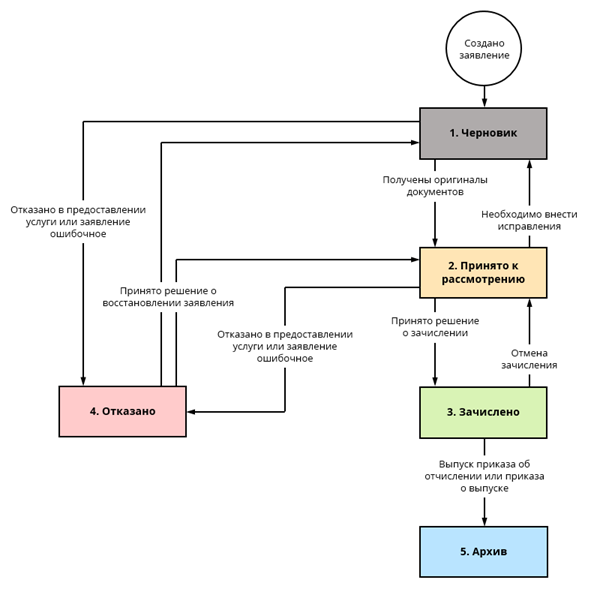 Создано
заявление
1. Черновик
Получены оригиналы
документов
Отказано в предоставлении
услуги или заявление
ошибочное
Необходимо внести
исправления
2. Принято к
рассмотрению
Принято решение о
восстановлении заявления
Отказано в предоставлении
услуги или заявление
ошибочное
Принято решение
о зачислении
Отмена
зачисления
4. Отказано
3. Зачислено
Выпуск приказа об
отчислении или приказа
о выпуске
5. Архив